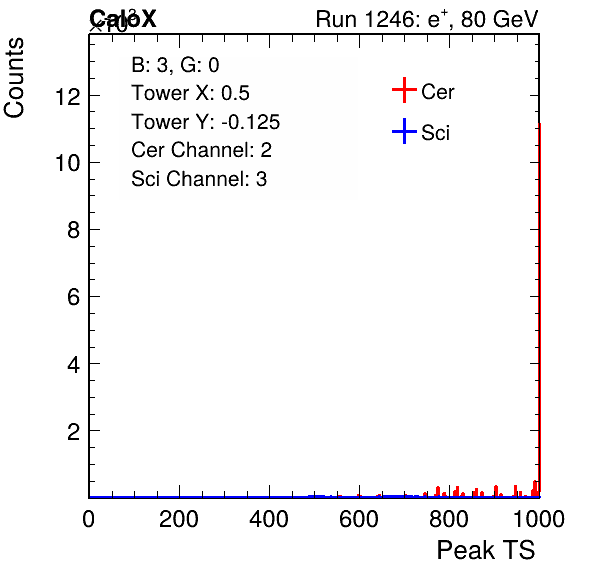 CaloX
×10³
Run 1246: e⁺, 80 GeV
Counts
B: 3, G: 0
Tower X: 0.5
Tower Y: -0.125
Cer Channel: 2
Sci Channel: 3
Cer
Sci
12
10
8
6
4
2
0 200 400 600 800 1000
Peak TS